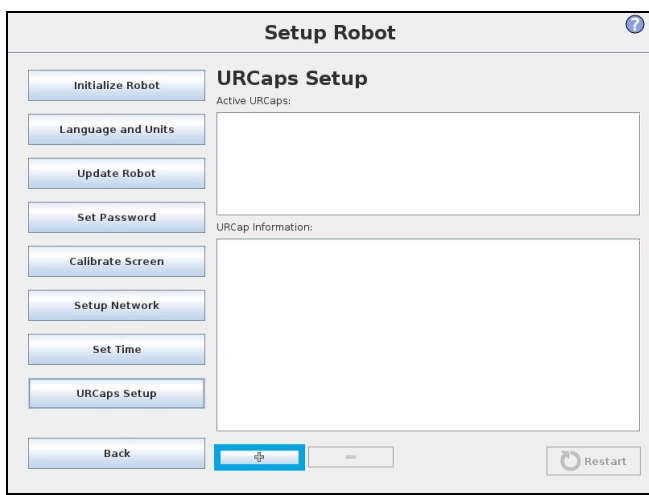 Setup Robot
?
Initialize Robot
Language and Units
Update Robot
Set Password
Calibrate Screen
Setup Network
Set Time
URCaps Setup
Back
URCaps Setup
Active URCaps:
URCap Information:
Restart